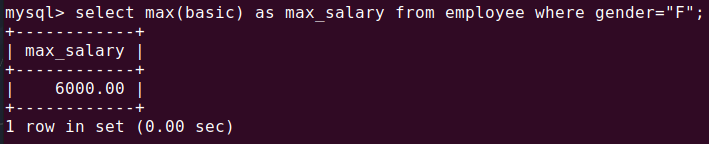 mysql> select max(basic) as max_salary from employee where gender="F";
+------------+
| max_salary |
+------------+
|    6000.00 |
+------------+
1 row in set (0.00 sec)